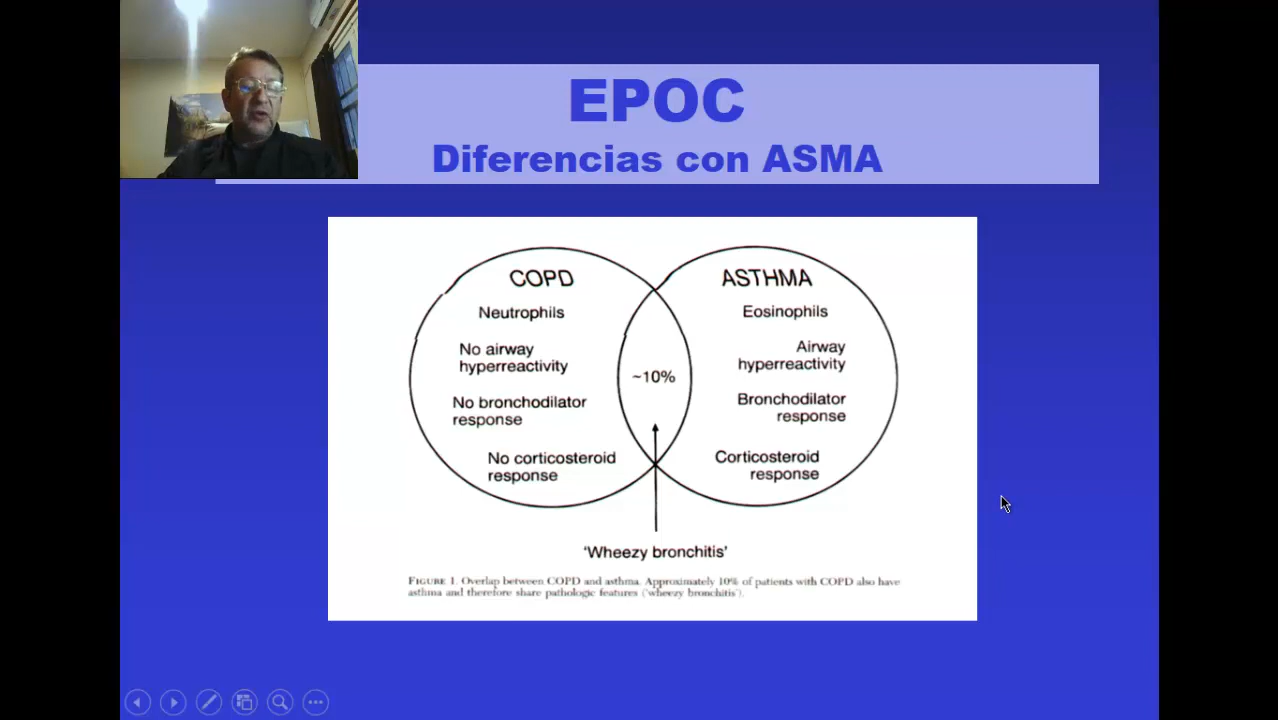 EPOC
Diferencias con ASMA
COPD
Neutrophils
No airway
hyperreactivity
No bronchodilator
response
No corticosteroid
response
~10%
ASTHMA
Eosinophils
Airway
hyperreactivity
Bronchodilator
response
Corticosteroid
response
'Wheezy bronchitis'
FIGURE 1. Overlap between COPD and asthma. Approximately 10% of patients with COPD also have
asthma and therefore share pathologic features ('wheezy bronchitis').